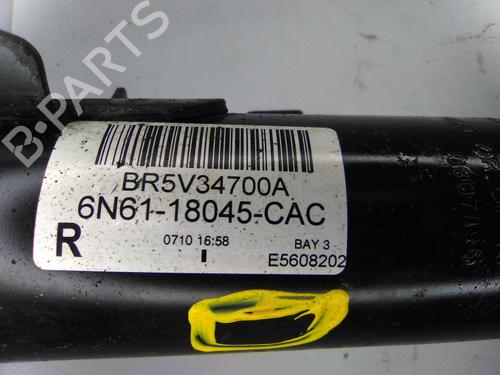 B-PARTS
BR5V34700A
6N61-18045-CAC
R
0710 16:58
BAY 3
E5608202